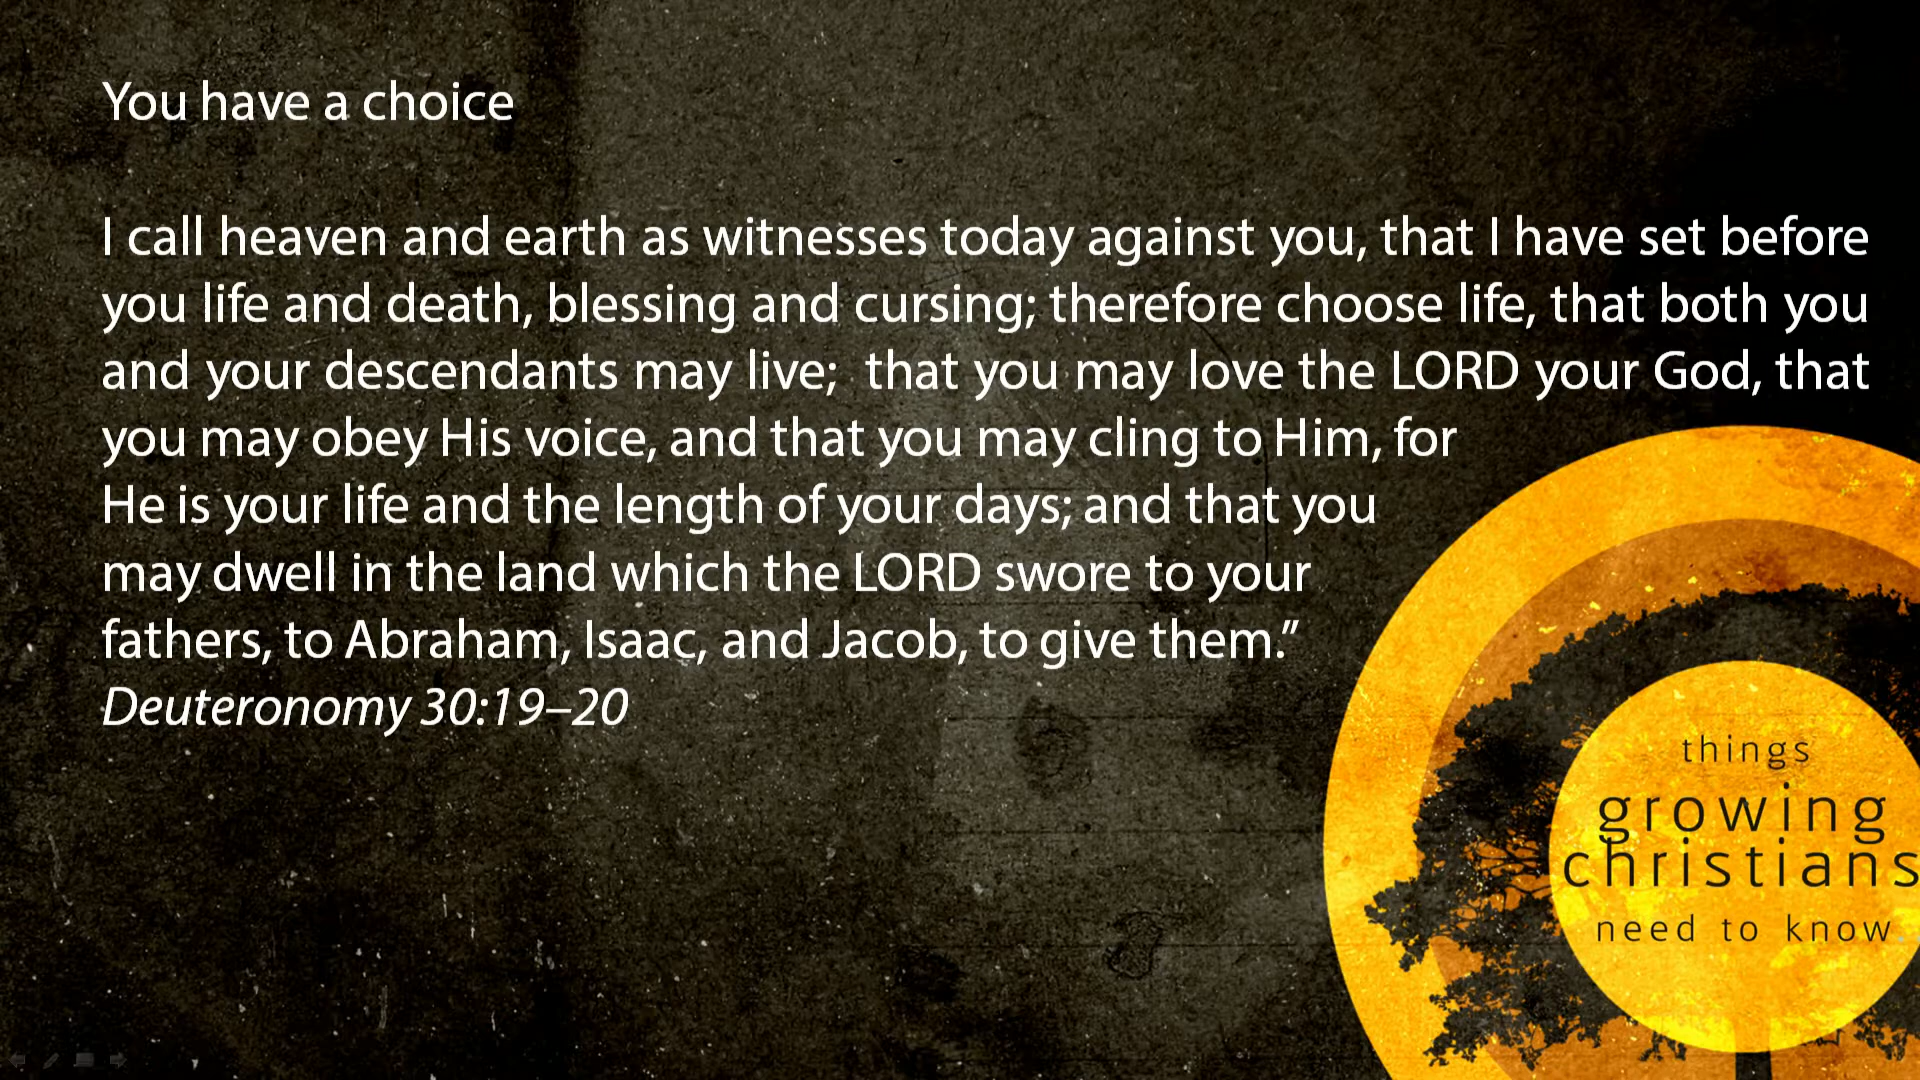 You have a choice
I call heaven and earth as witnesses today against you, that I have set before
you life and death, blessing and cursing; therefore choose life, that both you
and your descendants may live;  that you may love the LORD your God, that
you may obey His voice, and that you may cling to Him, for
He is your life and the length of your days; and that you
may dwell in the land which the LORD swore to your
fathers, to Abraham, Isaac, and Jacob, to give them.”
Deuteronomy 30:19–20
things
growing
christians
need to know.